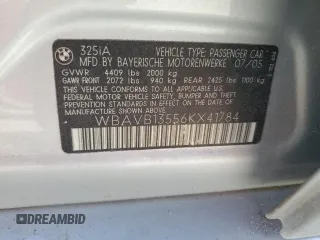 325iA VEHICLE TYPE: PASSENGER CAR
MFD BY BAYERISCHE MOTORENWERKE 07/05
GVWR 4409 lbs 2000 kg
GAWR FRONT 2072 lbs 940 kg REAR 2425 lbs 1100 kg
THIS VEHICLE CONFORMS TO ALL APPLICABLE FEDERAL
MOTOR VEHICLE SAFETY, BUMPER AND THEFT PREVENTION
STANDARDS IN EFFECT ON THE DATE OF
MANUFACTURE SHOWN ABOVE.
WBAVB13556KX41784
DREAMBID